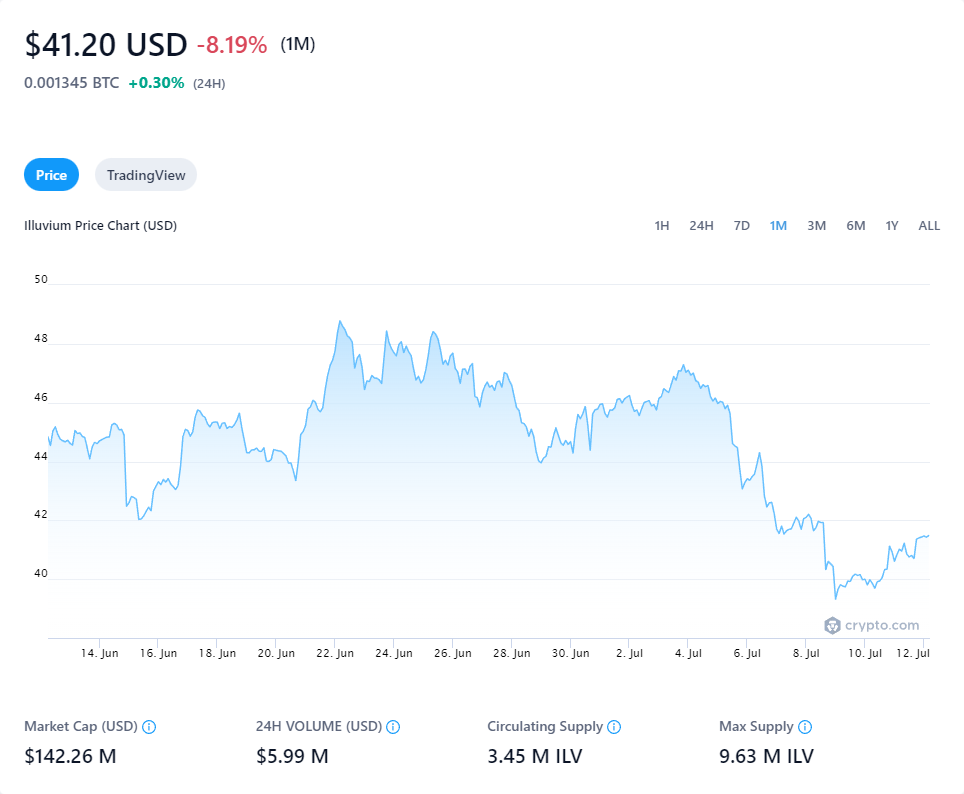 $41.20 USD -8.19% (1M)
0.001345 BTC +0.30% (24H)
Price TradingView
Illuvium Price Chart (USD) 1H 24H 7D 1M 3M 6M 1Y ALL
50
48
46
44
42
40
crypto.com
14. Jun 16. Jun 18. Jun 20. Jun 22. Jun 24. Jun 26. Jun 28. Jun 30. Jun 2. Jul 4. Jul 6. Jul 8. Jul 10. Jul 12. Jul
Market Cap (USD) 24H VOLUME (USD) Circulating Supply Max Supply
$142.26 M $5.99 M 3.45 M ILV 9.63 M ILV